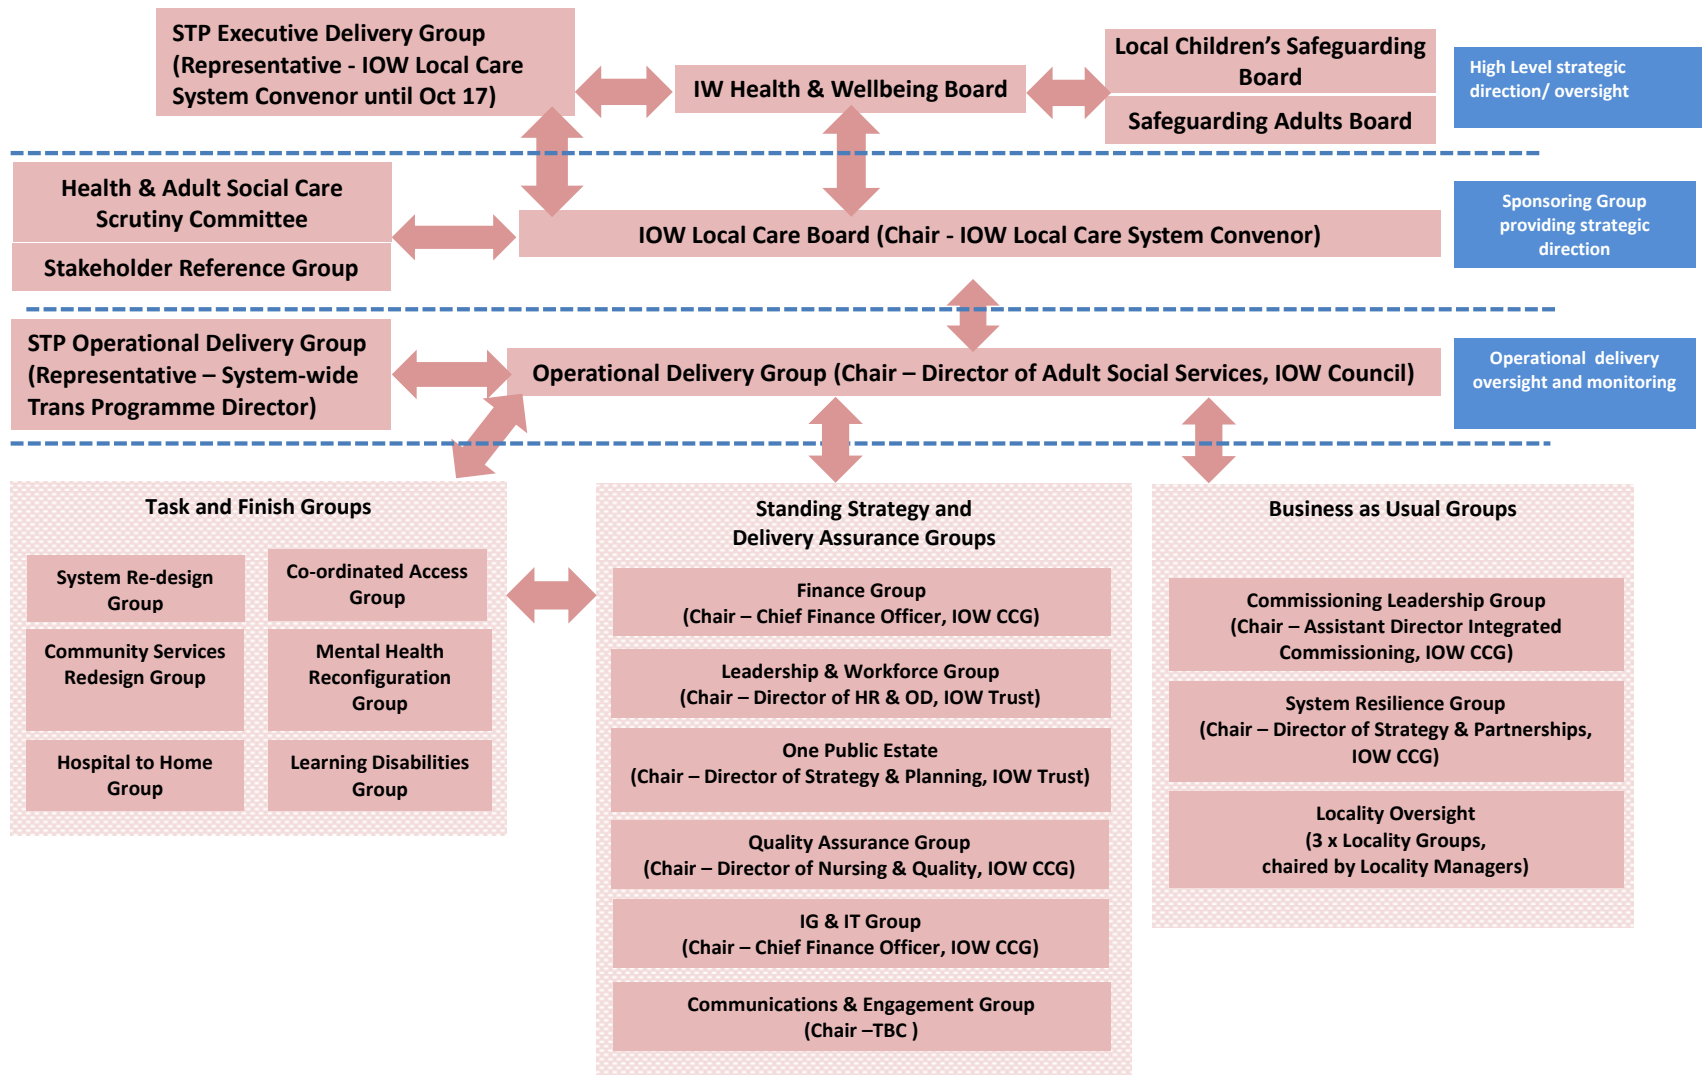 STP Executive Delivery Group
(Representative - IOW Local Care
System Convenor until Oct 17)
IW Health & Wellbeing Board
Local Children's Safeguarding
Board
Safeguarding Adults Board
High Level strategic
direction/ oversight
Health & Adult Social Care
Scrutiny Committee
Stakeholder Reference Group
IOW Local Care Board (Chair - IOW Local Care System Convenor)
Sponsoring Group
providing strategic
direction
STP Operational Delivery Group
(Representative – System-wide
Trans Programme Director)
Operational Delivery Group (Chair – Director of Adult Social Services, IOW Council)
Operational  delivery
oversight and monitoring
Task and Finish Groups
System Re-design
Group
Co-ordinated Access
Group
Community Services
Redesign Group
Mental Health
Reconfiguration
Group
Hospital to Home
Group
Learning Disabilities
Group
Standing Strategy and
Delivery Assurance Groups
Finance Group
(Chair – Chief Finance Officer, IOW CCG)
Leadership & Workforce Group
(Chair – Director of HR & OD, IOW Trust)
One Public Estate
(Chair – Director of Strategy & Planning, IOW Trust)
Quality Assurance Group
(Chair – Director of Nursing & Quality, IOW CCG)
IG & IT Group
(Chair – Chief Finance Officer, IOW CCG)
Communications & Engagement Group
(Chair –TBC )
Business as Usual Groups
Commissioning Leadership Group
(Chair – Assistant Director Integrated
Commissioning, IOW CCG)
System Resilience Group
(Chair – Director of Strategy & Partnerships,
IOW CCG)
Locality Oversight
(3 x Locality Groups,
chaired by Locality Managers)